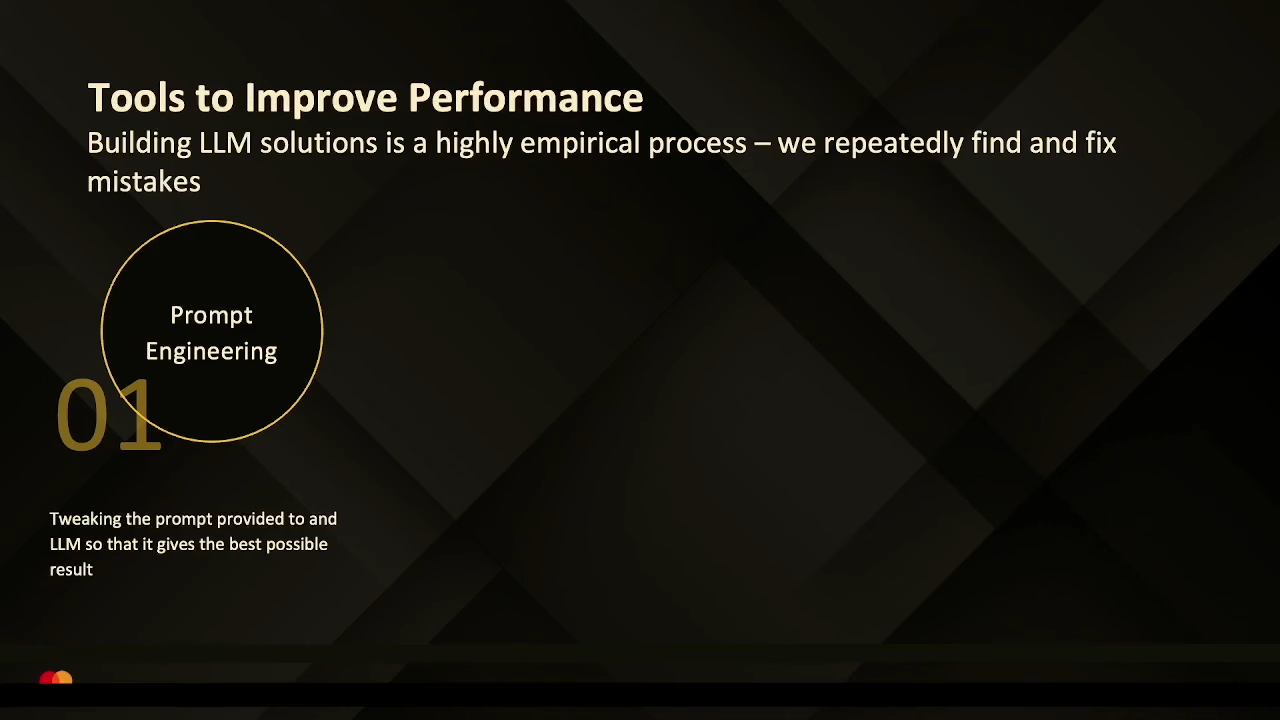 Tools to Improve Performance
Building LLM solutions is a highly empirical process – we repeatedly find and fix
mistakes
Prompt
Engineering
01
Tweaking the prompt provided to and
LLM so that it gives the best possible
result